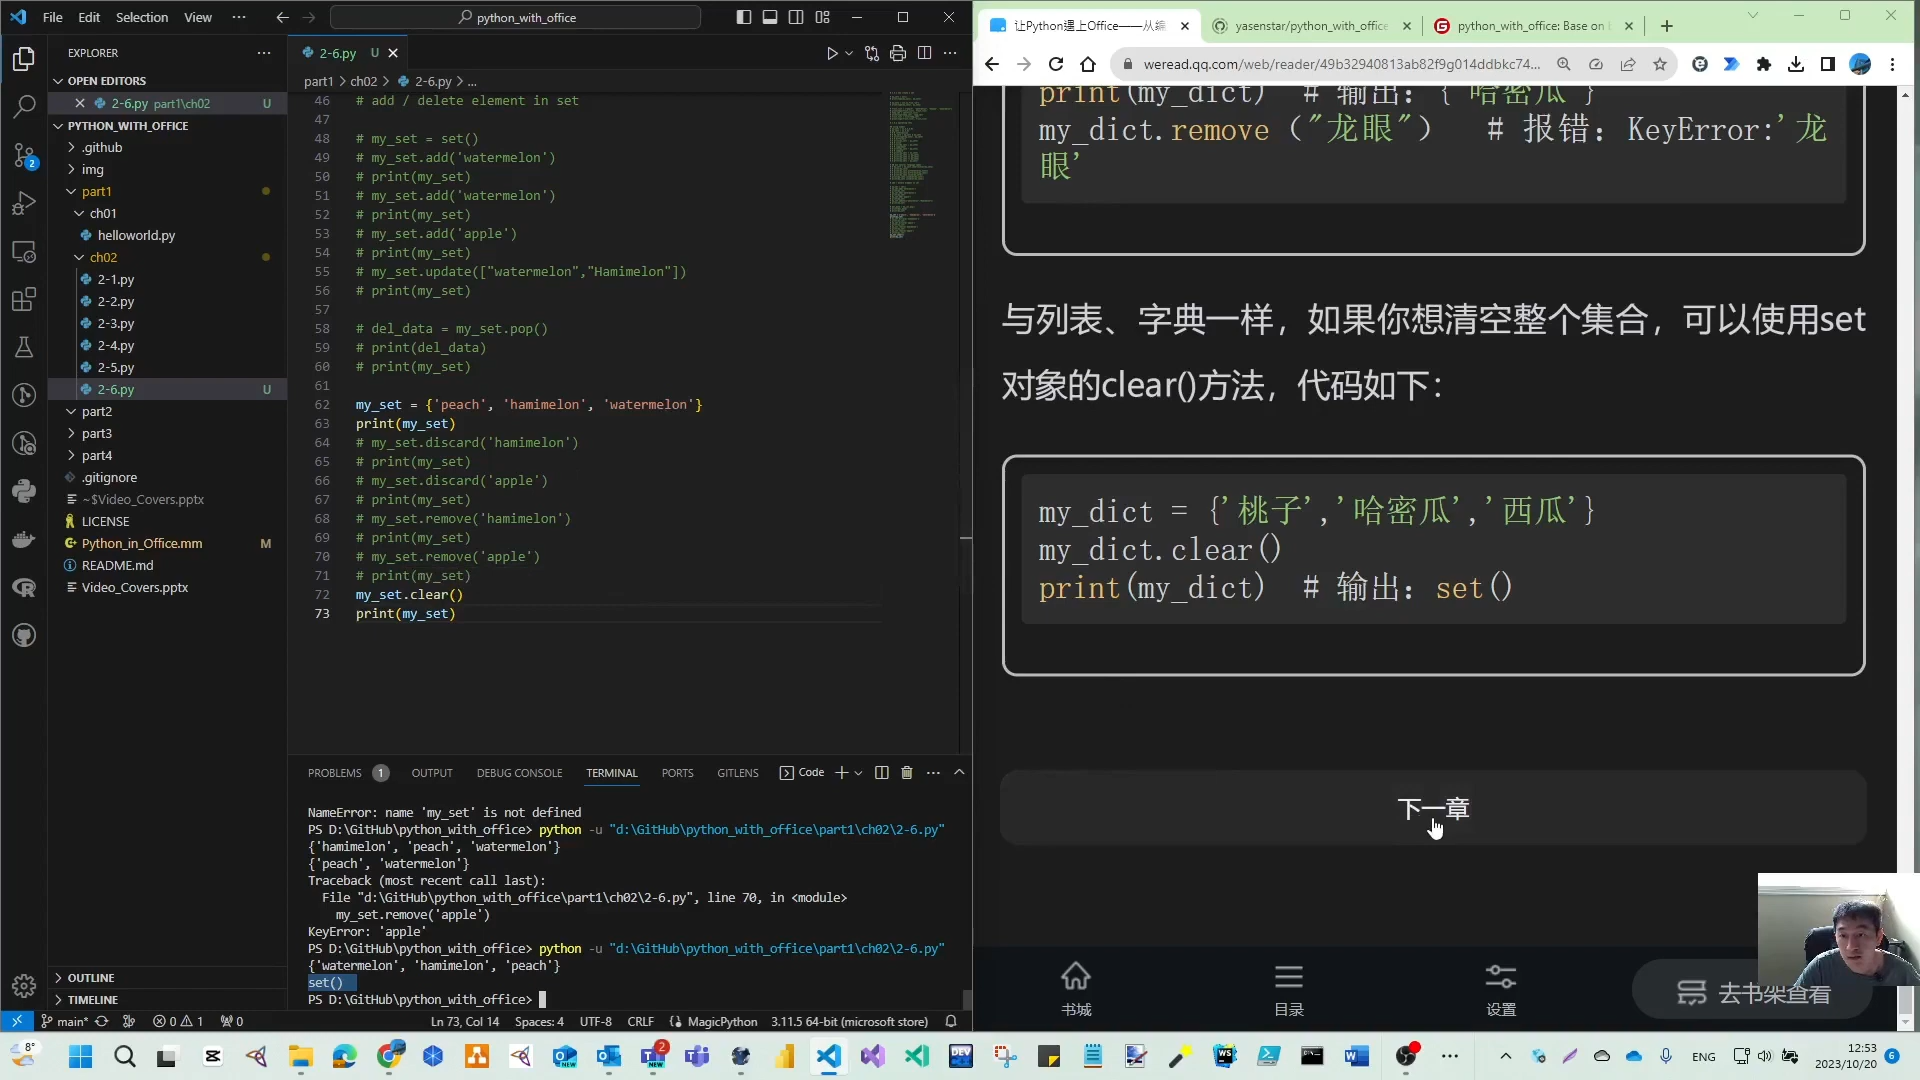 File Edit Selection View ··· python_with_office
EXPLORER
OPEN EDITORS
2-6.py part1\ch02 U
PYTHON_WITH_OFFICE
.github
img
part1
ch01
helloworld.py
ch02
2-1.py
2-2.py
2-3.py
2-4.py
2-5.py
2-6.py U
part2
part3
part4
.gitignore
~$Video_Covers.pptx
LICENSE
Python_in_Office.mm M
README.md
Video_Covers.pptx
OUTLINE
TIMELINE
2
2-6.py U
part1 > ch02 > 2-6.py > ...
46 # add / delete element in set
47
48 # my_set = set()
49 # my_set.add('watermelon')
50 # print(my_set)
51 # my_set.add('watermelon')
52 # print(my_set)
53 # my_set.add('apple')
54 # print(my_set)
55 # my_set.update(["watermelon","Hamimelon"])
56 # print(my_set)
57
58 # del_data = my_set.pop()
59 # print(del_data)
60 # print(my_set)
61
62 my_set = {'peach', 'hamimelon', 'watermelon'}
63 print(my_set)
64 # my_set.discard('hamimelon')
65 # print(my_set)
66 # my_set.discard('apple')
67 # print(my_set)
68 # my_set.remove('hamimelon')
69 # print(my_set)
70 # my_set.remove('apple')
71 # print(my_set)
72 my_set.clear()
73 print(my_set)
PROBLEMS 1 OUTPUT DEBUG CONSOLE TERMINAL PORTS GITLENS Code
NameError: name 'my_set' is not defined
PS D:\GitHub\python_with_office> python -u "d:\GitHub\python_with_office\part1\ch02\2-6.py"
{'hamimelon', 'peach', 'watermelon'}
{'peach', 'watermelon'}
Traceback (most recent call last):
File "d:\GitHub\python_with_office\part1\ch02\2-6.py", line 70, in <module>
my_set.remove('apple')
KeyError: 'apple'
PS D:\GitHub\python_with_office> python -u "d:\GitHub\python_with_office\part1\ch02\2-6.py"
{'watermelon', 'hamimelon', 'peach'}
set()
PS D:\GitHub\python_with_office>
main* 0 1 0 Ln 73, Col 14 Spaces: 4 UTF-8 CRLF MagicPython 3.11.5 64-bit (microsoft store)
让Python遇上Office——从编 yasenstar/python_with_office python_with_office: Base on
weread.qq.com/web/reader/49b32940813ab82f9g014ddbkc74...
print(my_dict) # 输出: {'哈密瓜'}
my_dict.remove ("龙眼") # 报错: KeyError:'龙
眼'
与列表、字典一样，如果你想清空整个集合，可以使用set
对象的clear()方法，代码如下：
my_dict = {'桃子','哈密瓜','西瓜'}
my_dict.clear()
print(my_dict) # 输出: set()
下一章
书城 目录 设置 去书架查看
8° NEW NEW 2 DEV WS ENG 12:53
2023/10/20 6